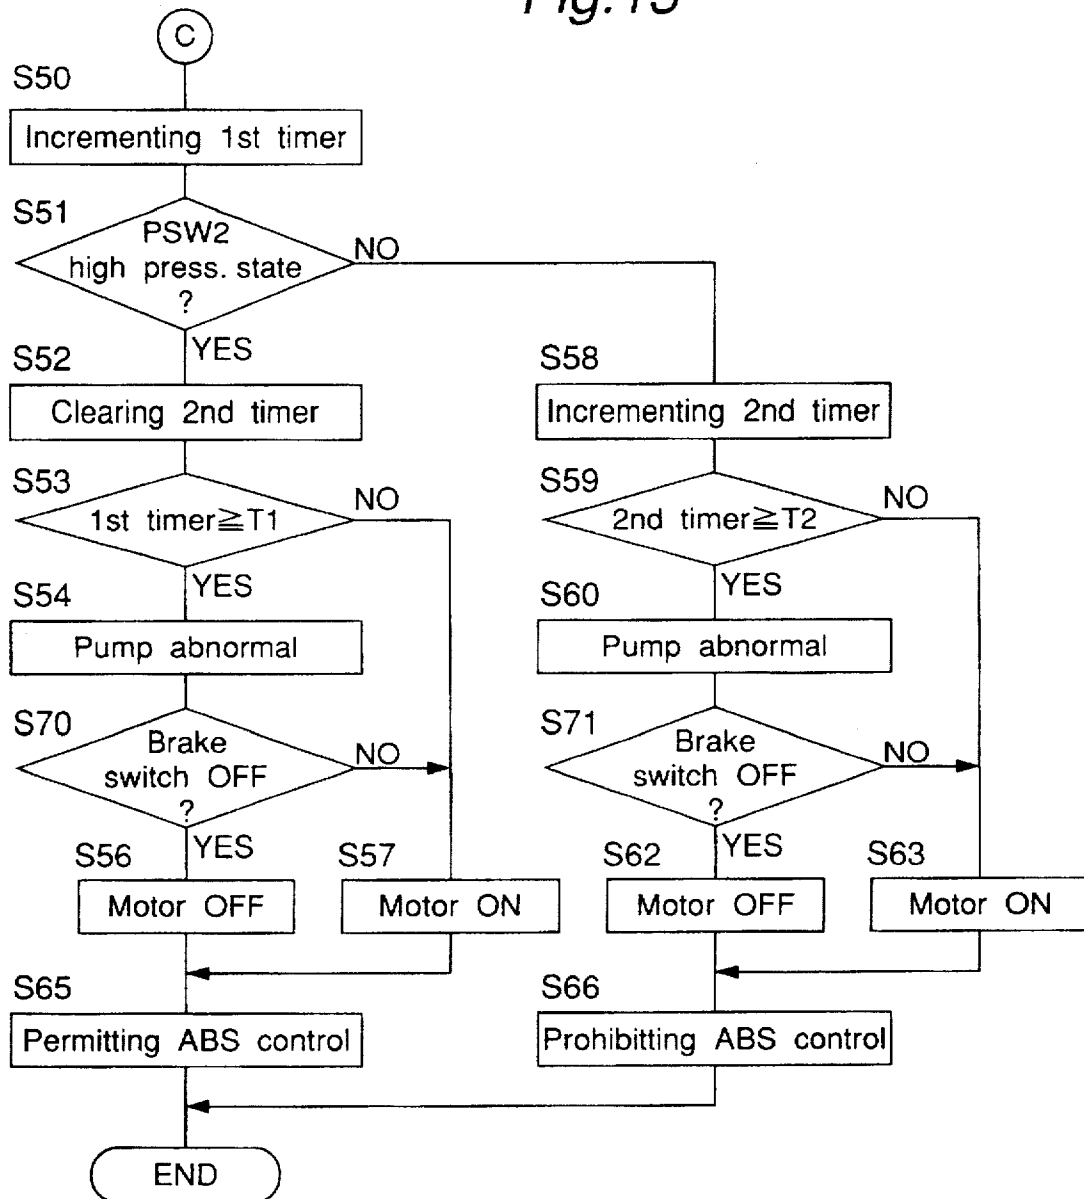 Fig.15
C
S50
Incrementing 1st timer
S51
PSW2
high press. state
?
NO
YES
S52
Clearing 2nd timer
S53
1st timer≧T1
NO
YES
S54
Pump abnormal
S70
Brake
switch OFF
?
NO
YES
S56
Motor OFF
S57
Motor ON
S65
Permitting ABS control
S58
Incrementing 2nd timer
S59
2nd timer≧T2
NO
YES
S60
Pump abnormal
S71
Brake
switch OFF
?
NO
YES
S62
Motor OFF
S63
Motor ON
S66
Prohibitting ABS control
END